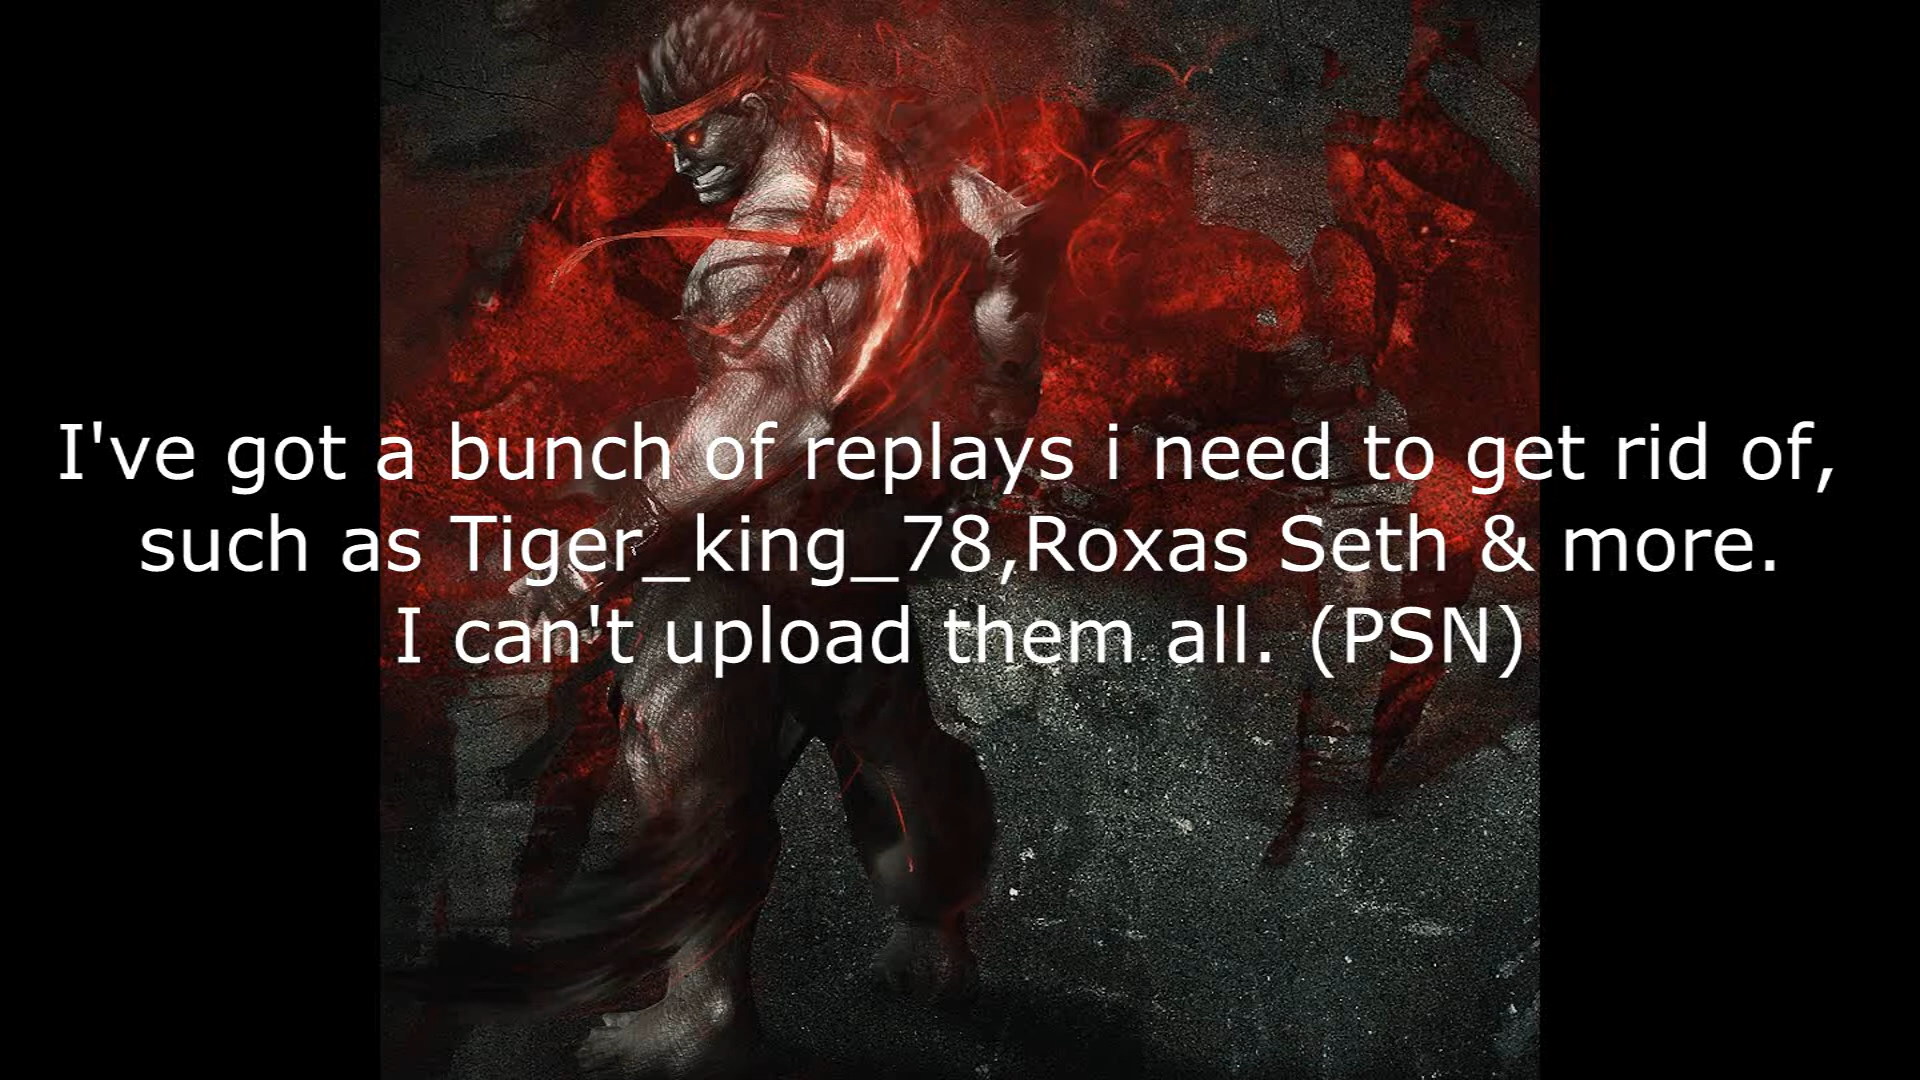 I've got a bunch of replays i need to get rid of,
such as Tiger_king_78,Roxas Seth & more.
I can't upload them all. (PSN)